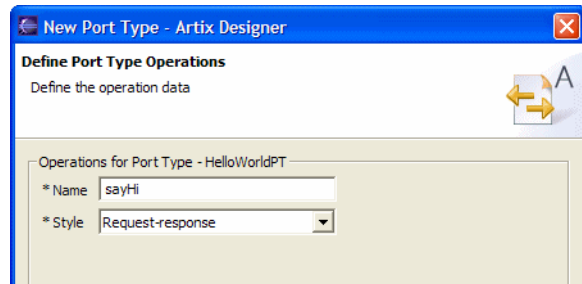 New Port Type - Artix Designer
Define Port Type Operations
Define the operation data
A
Operations for Port Type - HelloWorldPT
* Name sayHi
* Style Request-response